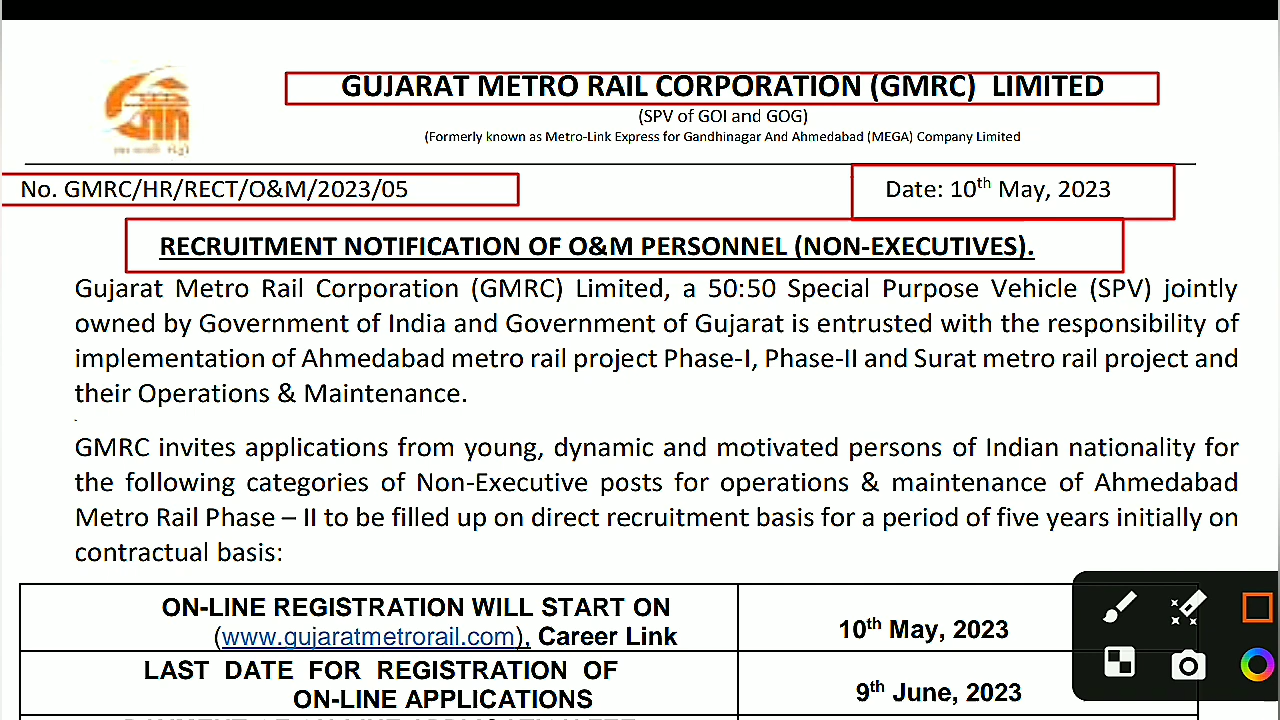 GUJARAT METRO RAIL CORPORATION (GMRC) LIMITED
(SPV of GOI and GOG)
(Formerly known as Metro-Link Express for Gandhinagar And Ahmedabad (MEGA) Company Limited
No. GMRC/HR/RECT/O&M/2023/05
Date: 10th May, 2023
RECRUITMENT NOTIFICATION OF O&M PERSONNEL (NON-EXECUTIVES).
Gujarat Metro Rail Corporation (GMRC) Limited, a 50:50 Special Purpose Vehicle (SPV) jointly
owned by Government of India and Government of Gujarat is entrusted with the responsibility of
implementation of Ahmedabad metro rail project Phase-I, Phase-II and Surat metro rail project and
their Operations & Maintenance.
GMRC invites applications from young, dynamic and motivated persons of Indian nationality for
the following categories of Non-Executive posts for operations & maintenance of Ahmedabad
Metro Rail Phase – II to be filled up on direct recruitment basis for a period of five years initially on
contractual basis:
ON-LINE REGISTRATION WILL START ON
(www.gujaratmetrorail.com), Career Link
10th May, 2023
LAST DATE FOR REGISTRATION OF
ON-LINE APPLICATIONS
9th June, 2023